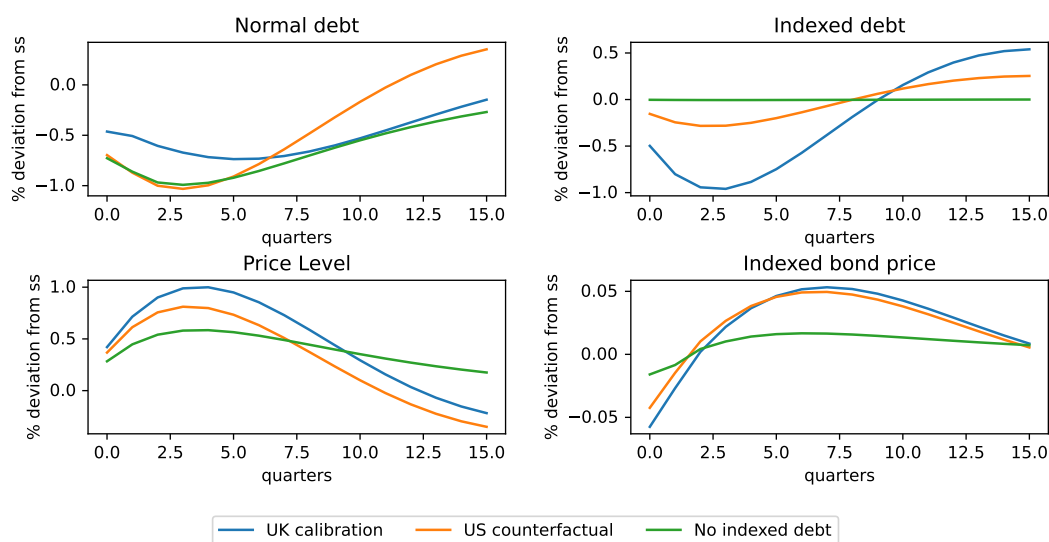 Normal debt
% deviation from ss
0.0
−0.5
−1.0
0.0 2.5 5.0 7.5 10.0 12.5 15.0
quarters
Indexed debt
% deviation from ss
0.5
0.0
−0.5
−1.0
0.0 2.5 5.0 7.5 10.0 12.5 15.0
quarters
Price Level
% deviation from ss
1.0
0.5
0.0
0.0 2.5 5.0 7.5 10.0 12.5 15.0
quarters
Indexed bond price
% deviation from ss
0.05
0.00
−0.05
0.0 2.5 5.0 7.5 10.0 12.5 15.0
quarters
UK calibration US counterfactual No indexed debt